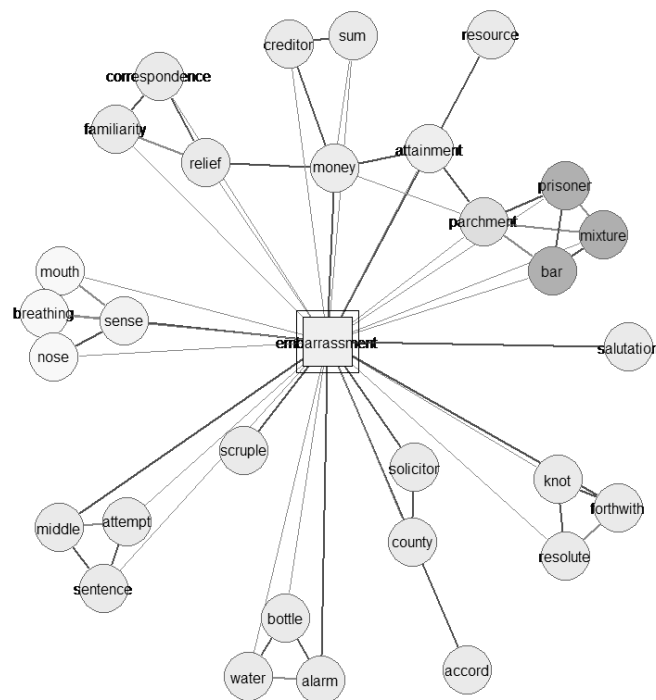 creditor
sum
resource
correspondence
familiarity
relief
money
attainment
prisoner
parchment
mixture
bar
mouth
breathing
sense
nose
embarrassment
salutation
scruple
solicitor
knot
middle
attempt
forthwith
county
resolute
sentence
bottle
water
alarm
accord